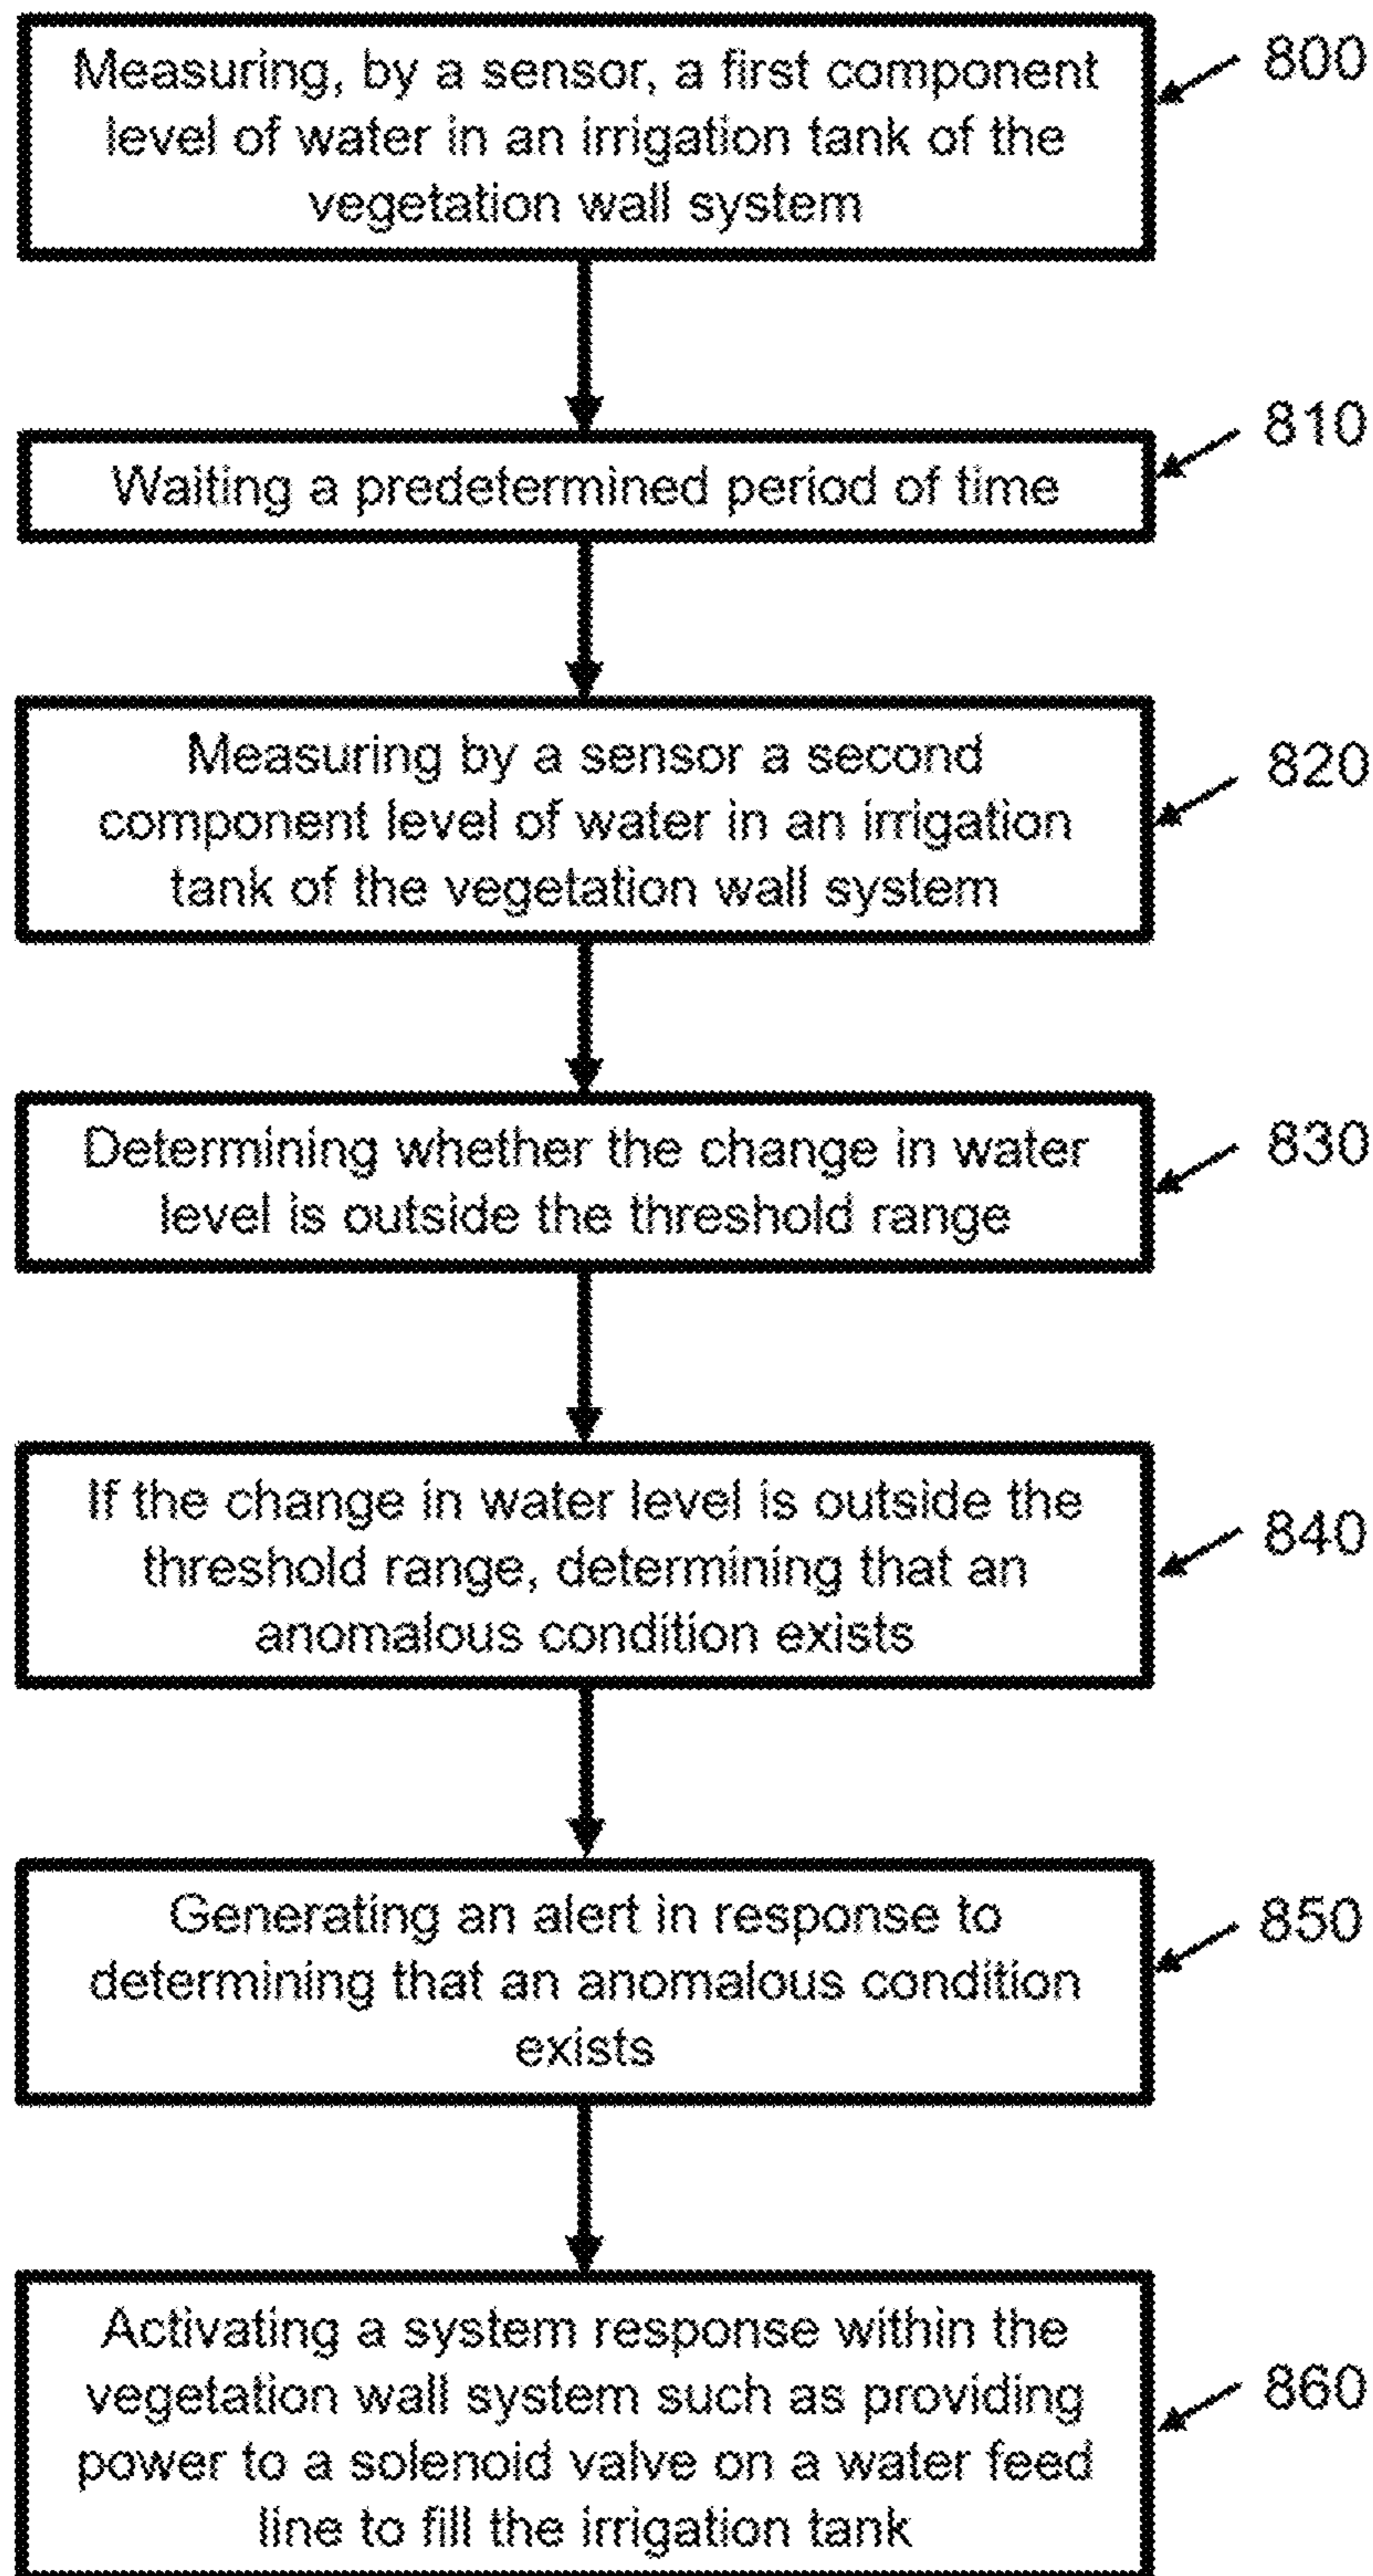 Measuring, by a sensor, a first component
level of water in an irrigation tank of the
vegetation wall system
800
Waiting a predetermined period of time
810
Measuring by a sensor a second
component level of water in an irrigation
tank of the vegetation wall system
820
Determining whether the change in water
level is outside the threshold range
830
If the change in water level is outside the
threshold range, determining that an
anomalous condition exists
840
Generating an alert in response to
determining that an anomalous condition
exists
850
Activating a system response within the
vegetation wall system such as providing
power to a solenoid valve on a water feed
line to fill the irrigation tank
860